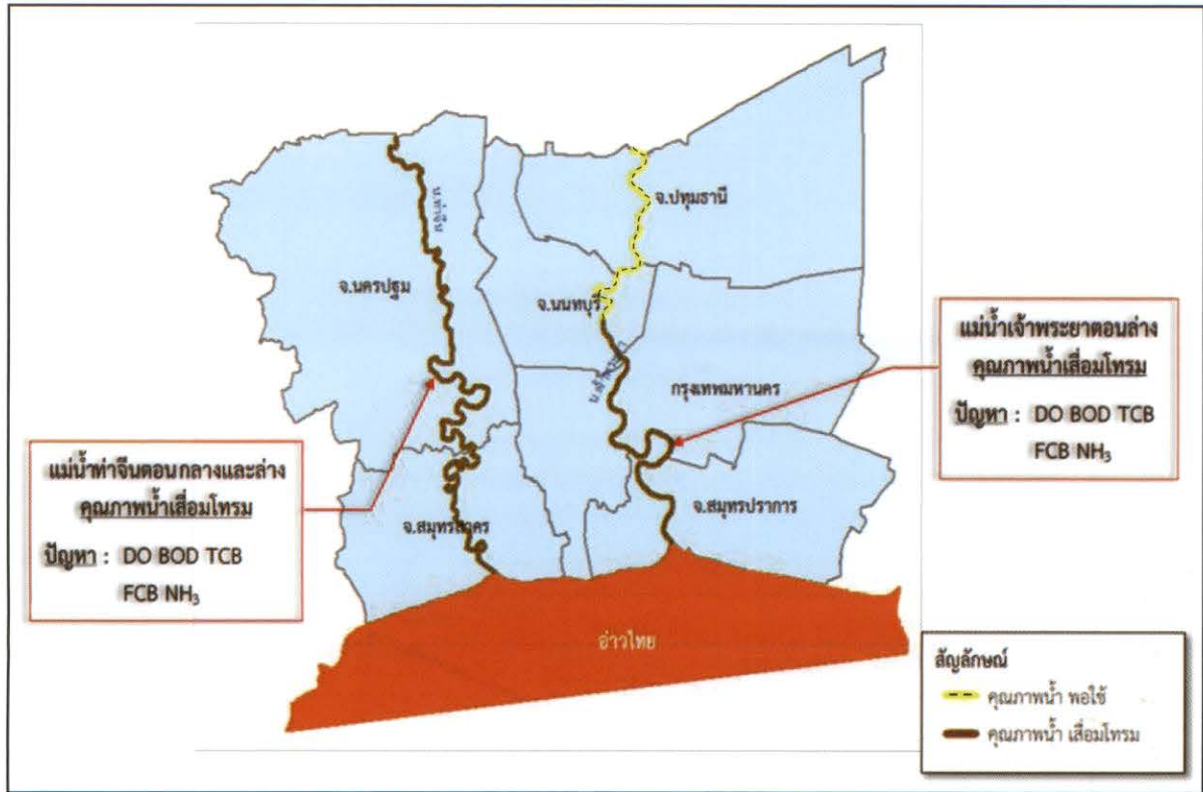 จ.ปทุมธานี
น.ท่าจีน
จ.นครปฐม
จ.นนทบุรี
กรุงเทพมหานคร
แม่น้ำเจ้าพระยาตอนล่าง
คุณภาพน้ำเสื่อมโทรม
ปัญหา : DO BOD TCB
FCB NH₃
แม่น้ำท่าจีนตอนกลางและล่าง
คุณภาพน้ำเสื่อมโทรม
ปัญหา : DO BOD TCB
FCB NH₃
จ.สมุทรสาคร
จ.สมุทรปราการ
อ่าวไทย
สัญลักษณ์
คุณภาพน้ำ พอใช้
คุณภาพน้ำ เสื่อมโทรม